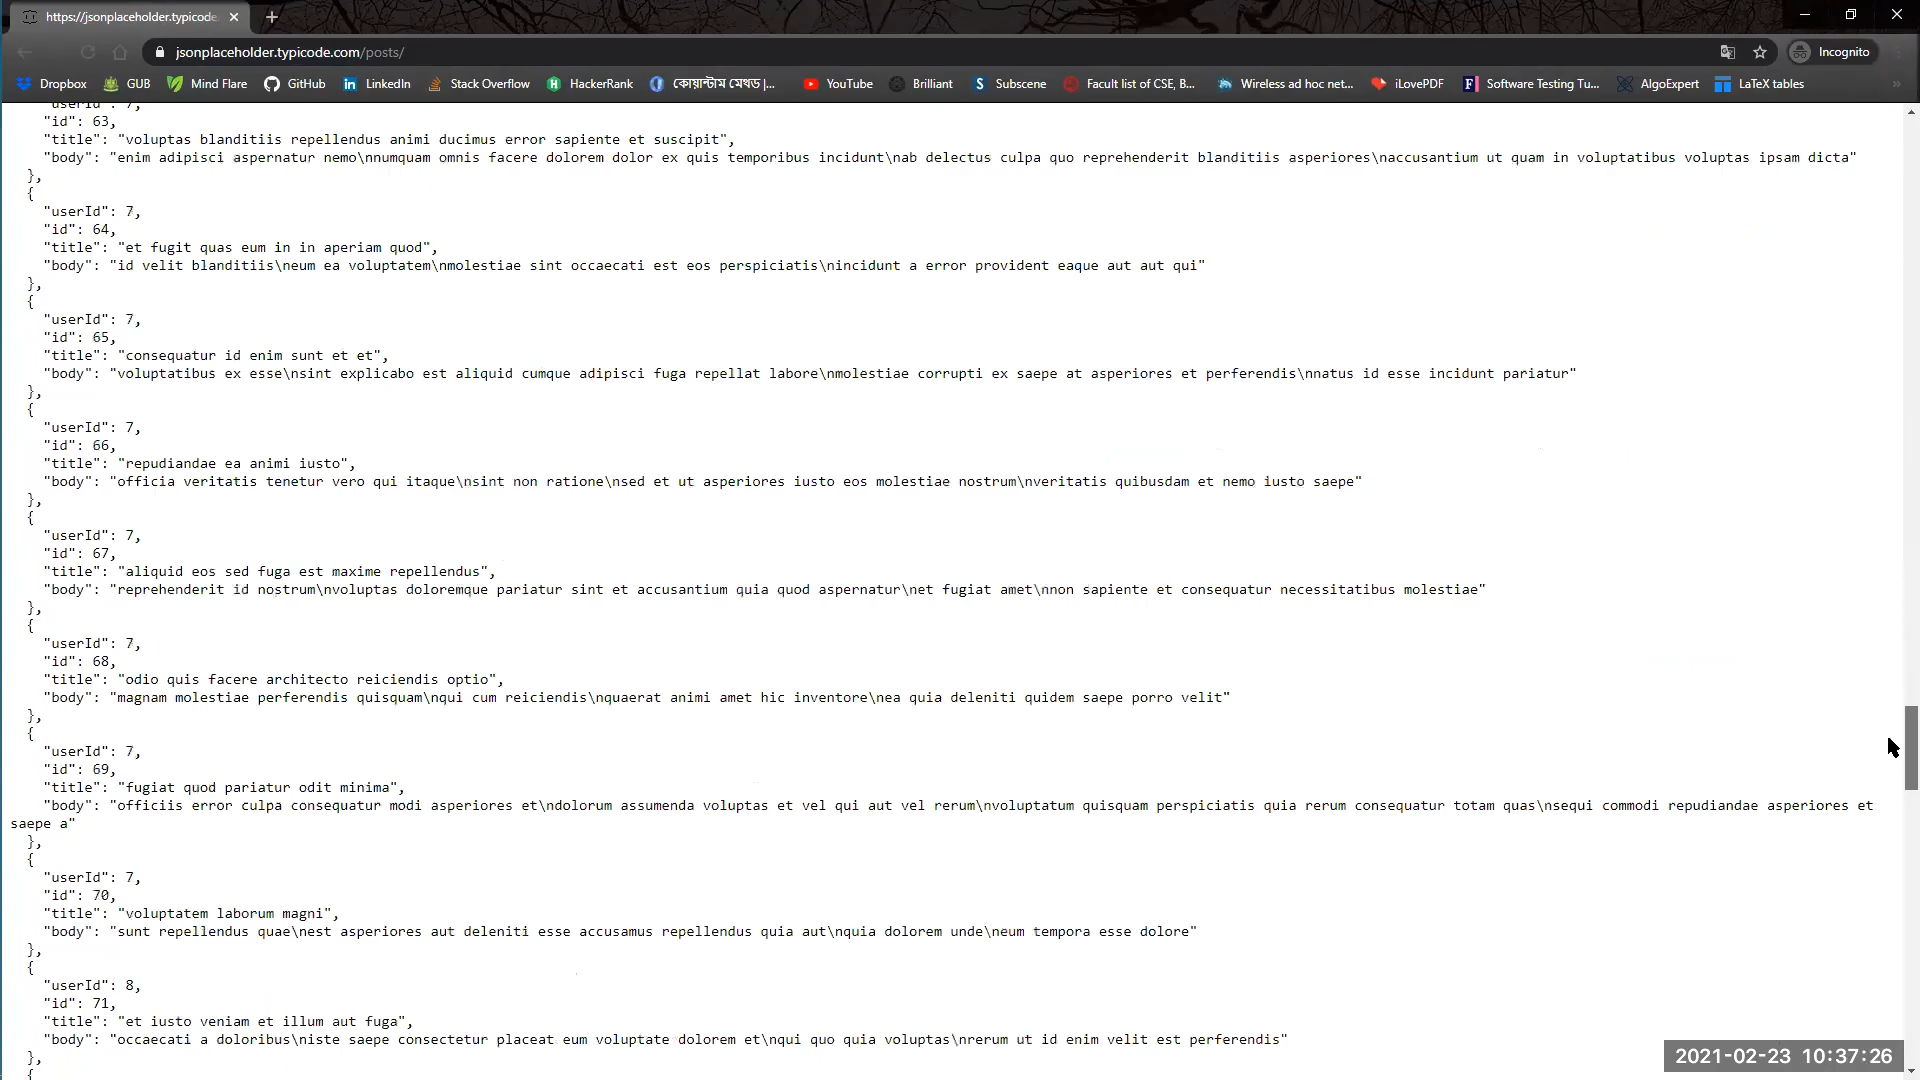 https://jsonplaceholder.typicode
jsonplaceholder.typicode.com/posts/
Incognito
Dropbox GUB Mind Flare GitHub LinkedIn Stack Overflow HackerRank কোয়ান্টাম মেথড |... YouTube Brilliant Subscene Facult list of CSE, B... Wireless ad hoc net... iLovePDF Software Testing Tu... AlgoExpert LaTeX tables »
"userId": 7,
"id": 63,
"title": "voluptas blanditiis repellendus animi ducimus error sapiente et suscipit",
"body": "enim adipisci aspernatur nemo\nnumquam omnis facere dolorem dolor ex quis temporibus incidunt\nab delectus culpa quo reprehenderit blanditiis asperiores\naccusantium ut quam in voluptatibus voluptas ipsam dicta"
},
{
"userId": 7,
"id": 64,
"title": "et fugit quas eum in in aperiam quod",
"body": "id velit blanditiis\neum ea voluptatem\nmolestiae sint occaecati est eos perspiciatis\nincidunt a error provident eaque aut aut qui"
},
{
"userId": 7,
"id": 65,
"title": "consequatur id enim sunt et et",
"body": "voluptatibus ex esse\nsint explicabo est aliquid cumque adipisci fuga repellat labore\nmolestiae corrupti ex saepe at asperiores et perferendis\nnatus id esse incidunt pariatur"
},
{
"userId": 7,
"id": 66,
"title": "repudiandae ea animi iusto",
"body": "officia veritatis tenetur vero qui itaque\nsint non ratione\nsed et ut asperiores iusto eos molestiae nostrum\nveritatis quibusdam et nemo iusto saepe"
},
{
"userId": 7,
"id": 67,
"title": "aliquid eos sed fuga est maxime repellendus",
"body": "reprehenderit id nostrum\nvoluptas doloremque pariatur sint et accusantium quia quod aspernatur\net fugiat amet\nnon sapiente et consequatur necessitatibus molestiae"
},
{
"userId": 7,
"id": 68,
"title": "odio quis facere architecto reiciendis optio",
"body": "magnam molestiae perferendis quisquam\nqui cum reiciendis\nquaerat animi amet hic inventore\nea quia deleniti quidem saepe porro velit"
},
{
"userId": 7,
"id": 69,
"title": "fugiat quod pariatur odit minima",
"body": "officiis error culpa consequatur modi asperiores et\ndolorum assumenda voluptas et vel qui aut vel rerum\nvoluptatum quisquam perspiciatis quia rerum consequatur totam quas\nsequi commodi repudiandae asperiores et
saepe a"
},
{
"userId": 7,
"id": 70,
"title": "voluptatem laborum magni",
"body": "sunt repellendus quae\nest asperiores aut deleniti esse accusamus repellendus quia aut\nquia dolorem unde\neum tempora esse dolore"
},
{
"userId": 8,
"id": 71,
"title": "et iusto veniam et illum aut fuga",
"body": "occaecati a doloribus\niste saepe consectetur placeat eum voluptate dolorem et\nqui quo quia voluptas\nrerum ut id enim velit est perferendis"
},
{
2021-02-23 10:37:26